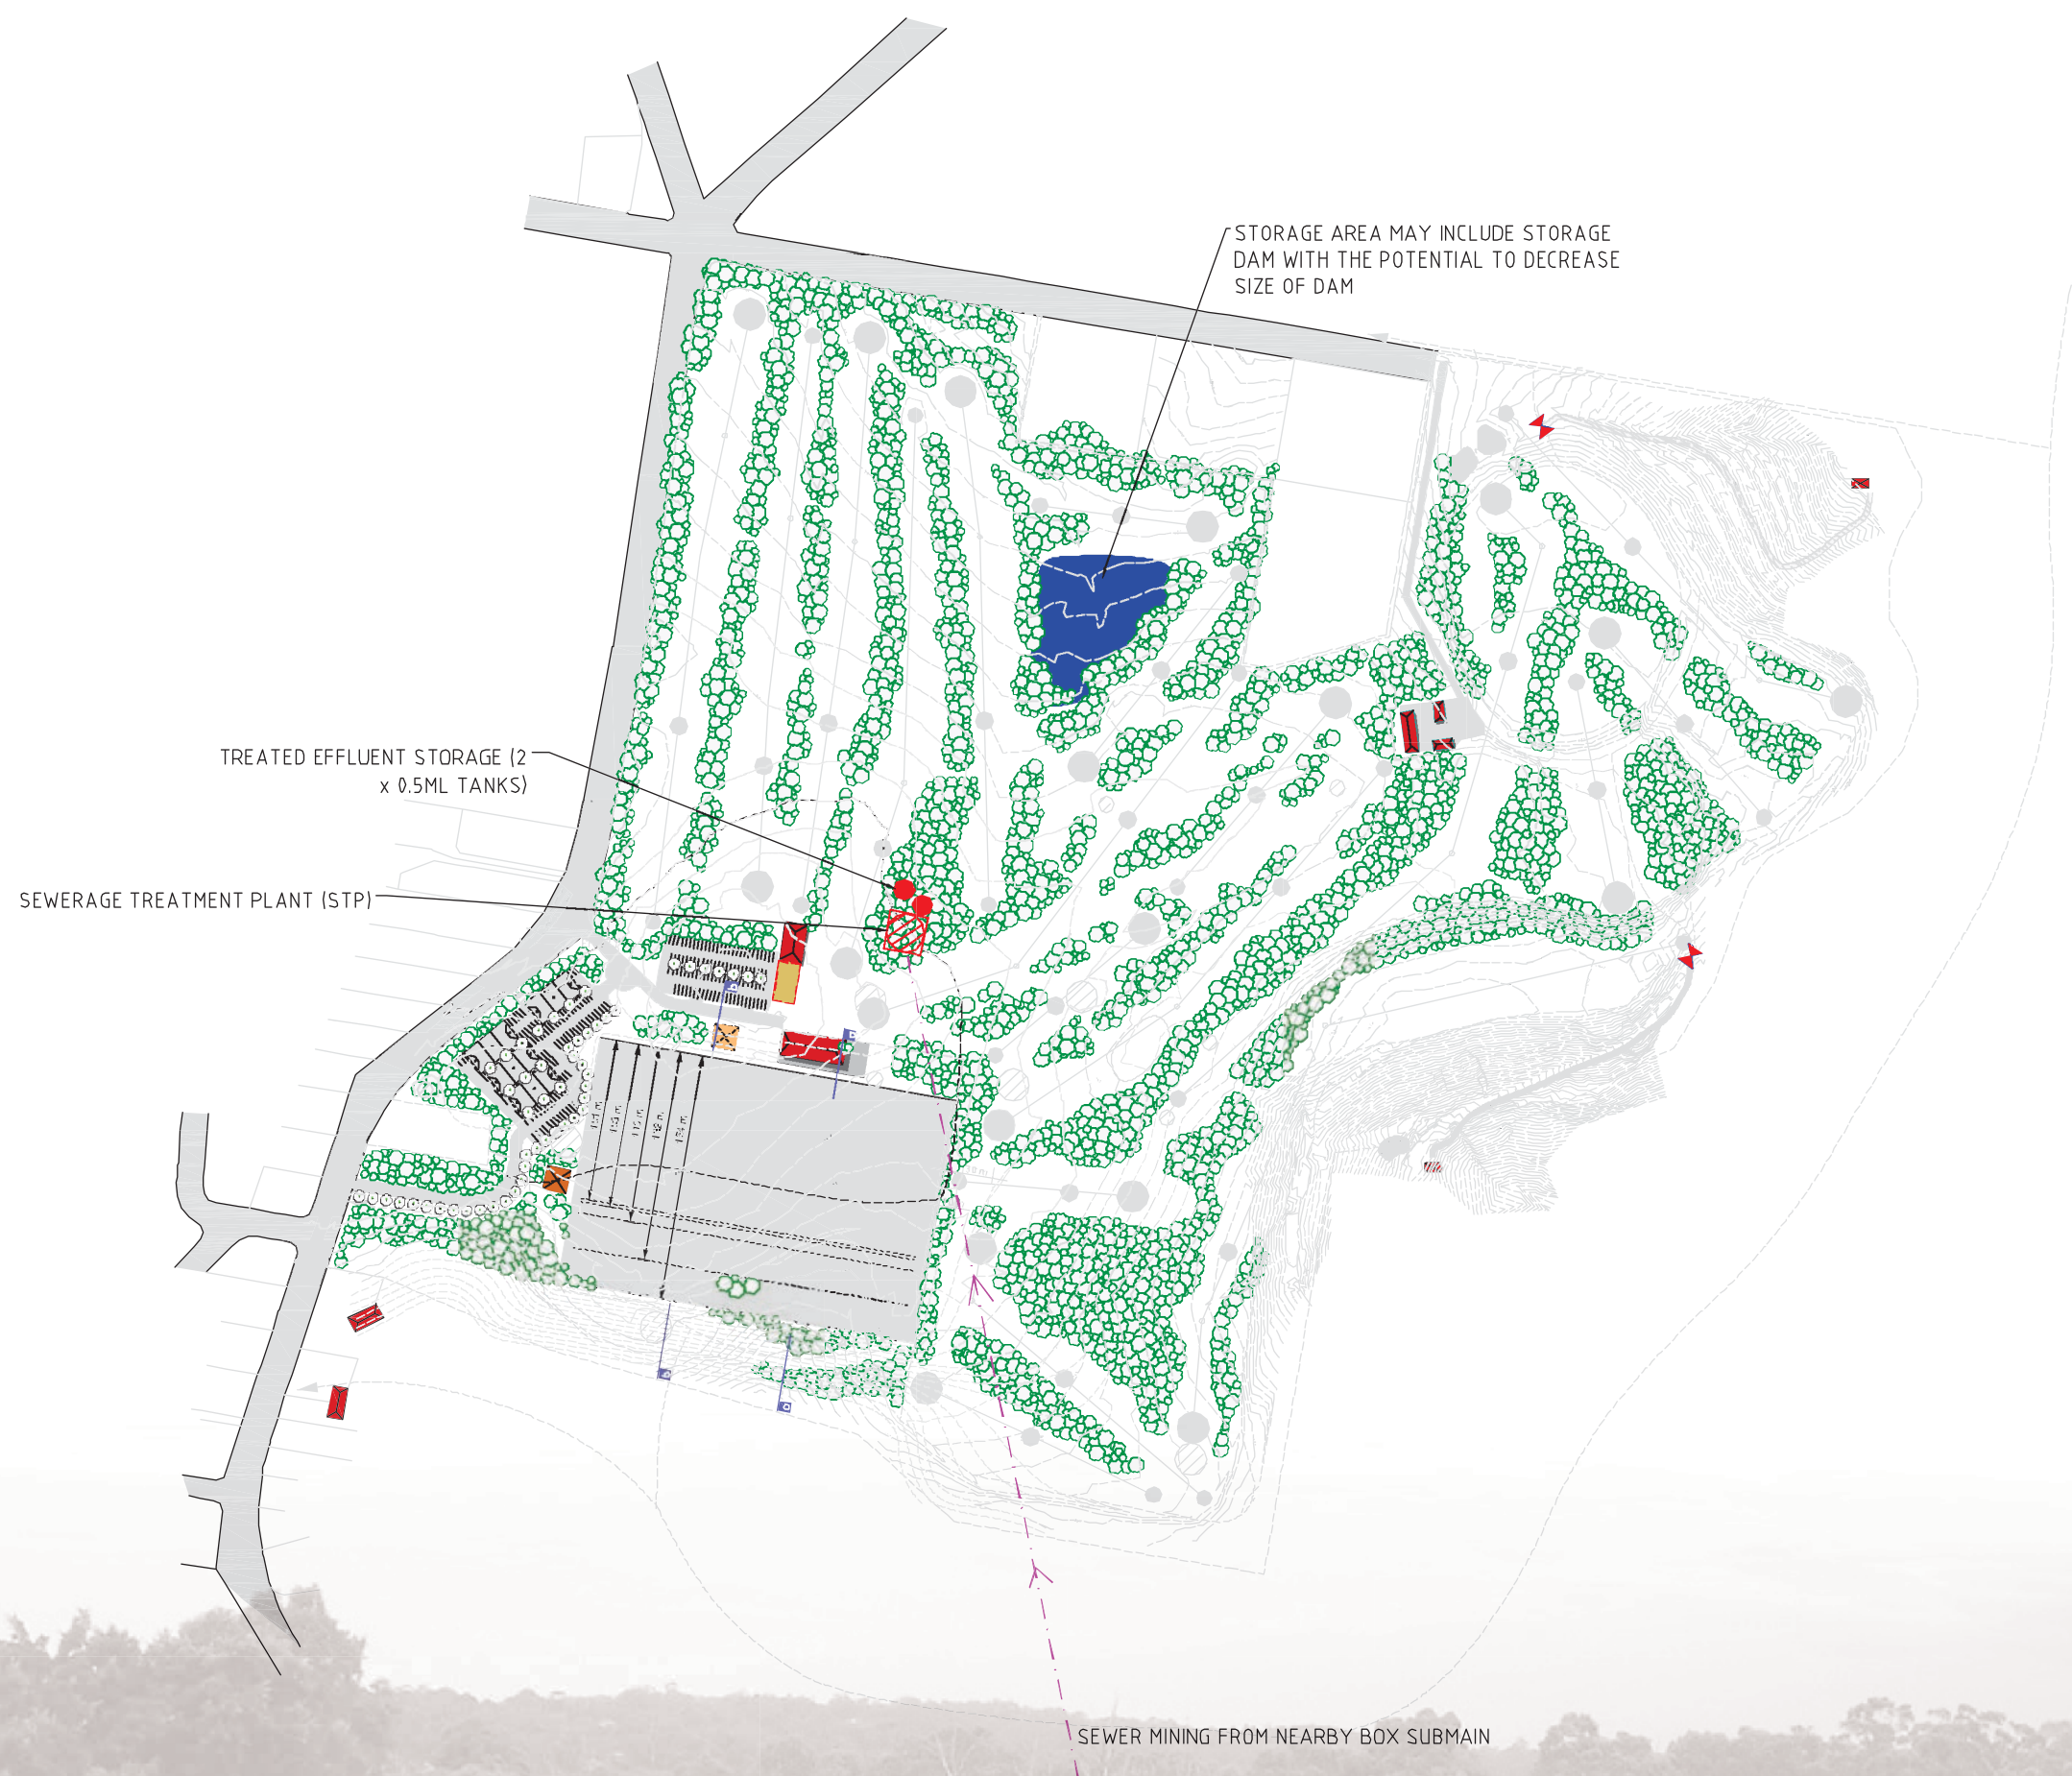 STORAGE AREA MAY INCLUDE STORAGE
DAM WITH THE POTENTIAL TO DECREASE
SIZE OF DAM
TREATED EFFLUENT STORAGE (2
x 0.5ML TANKS)
SEWERAGE TREATMENT PLANT (STP)
SEWER MINING FROM NEARBY BOX SUBMAIN